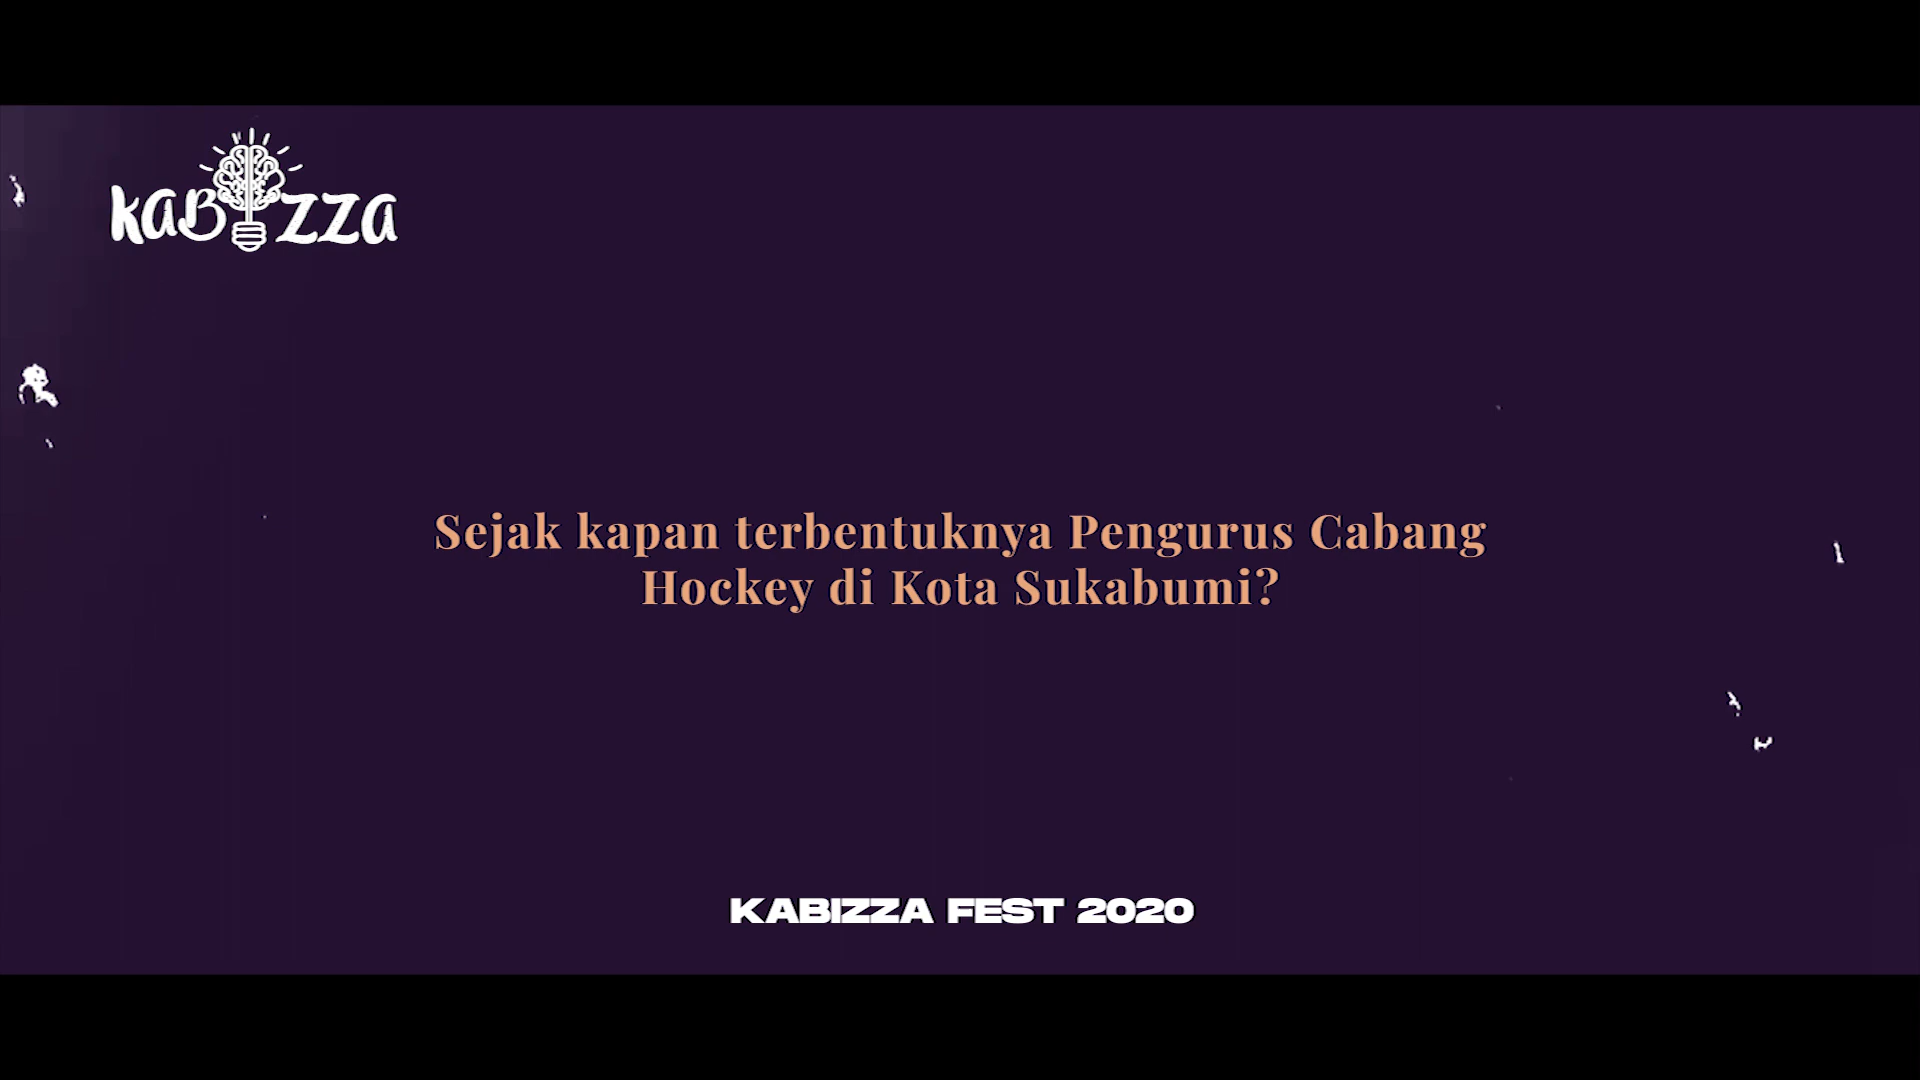 kaBizza
Sejak kapan terbentuknya Pengurus Cabang
Hockey di Kota Sukabumi?
KABIZZA FEST 2020